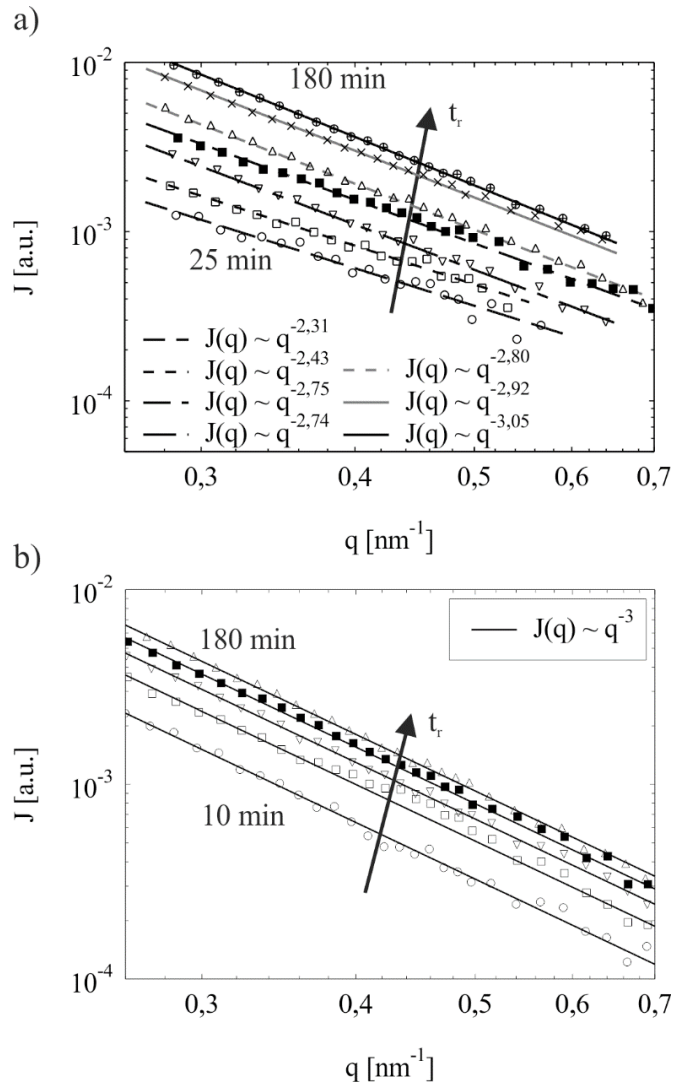 a)
10^-2
180 min
t_r
10^-3
J [a.u.]
25 min
J(q) ~ q^-2,31
J(q) ~ q^-2,43
J(q) ~ q^-2,80
J(q) ~ q^-2,75
J(q) ~ q^-2,92
J(q) ~ q^-2,74
J(q) ~ q^-3,05
10^-4
0,3 0,4 0,5 0,6 0,7
q [nm^-1]
b)
10^-2
180 min
J(q) ~ q^-3
t_r
10^-3
J [a.u.]
10 min
10^-4
0,3 0,4 0,5 0,6 0,7
q [nm^-1]